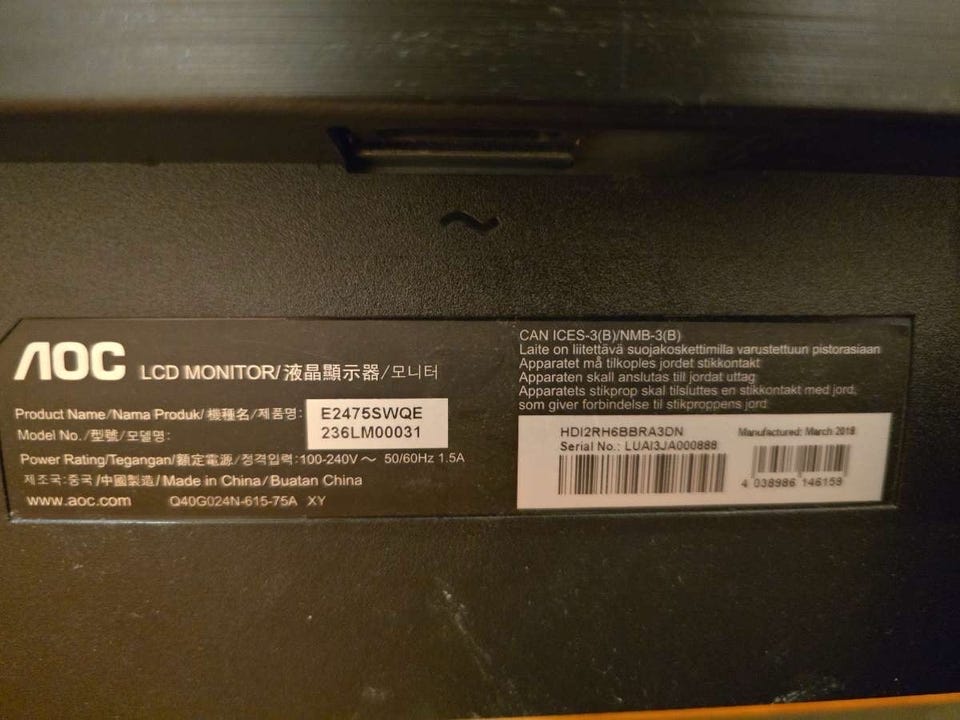 AOC LCD MONITOR/液晶顯示器/모니터
Product Name/Nama Produk/機種名/제품명: E2475SWQE
Model No./型號/모델명: 236LM00031
Power Rating/Tegangan/額定電源/정격입력:100-240V～ 50/60Hz 1.5A
제조국:중국/中國製造/Made in China/Buatan China
www.aoc.com Q40G024N-615-75A XY
CAN ICES-3(B)/NMB-3(B)
Laite on liitettävä suojakoskettimilla varustettuun pistorasiaan
Apparatet må tilkoples jordet stikkontakt
Apparaten skall anslutas till jordat uttag
Apparatets stikprop skal tilsluttes en stikkontakt med jord,
som giver forbindelse til stikproppens jord
HDI2RH6BBRA3DN Manufactured: March 2018
Serial No.: LUAI3JA000888
4 038986 146159